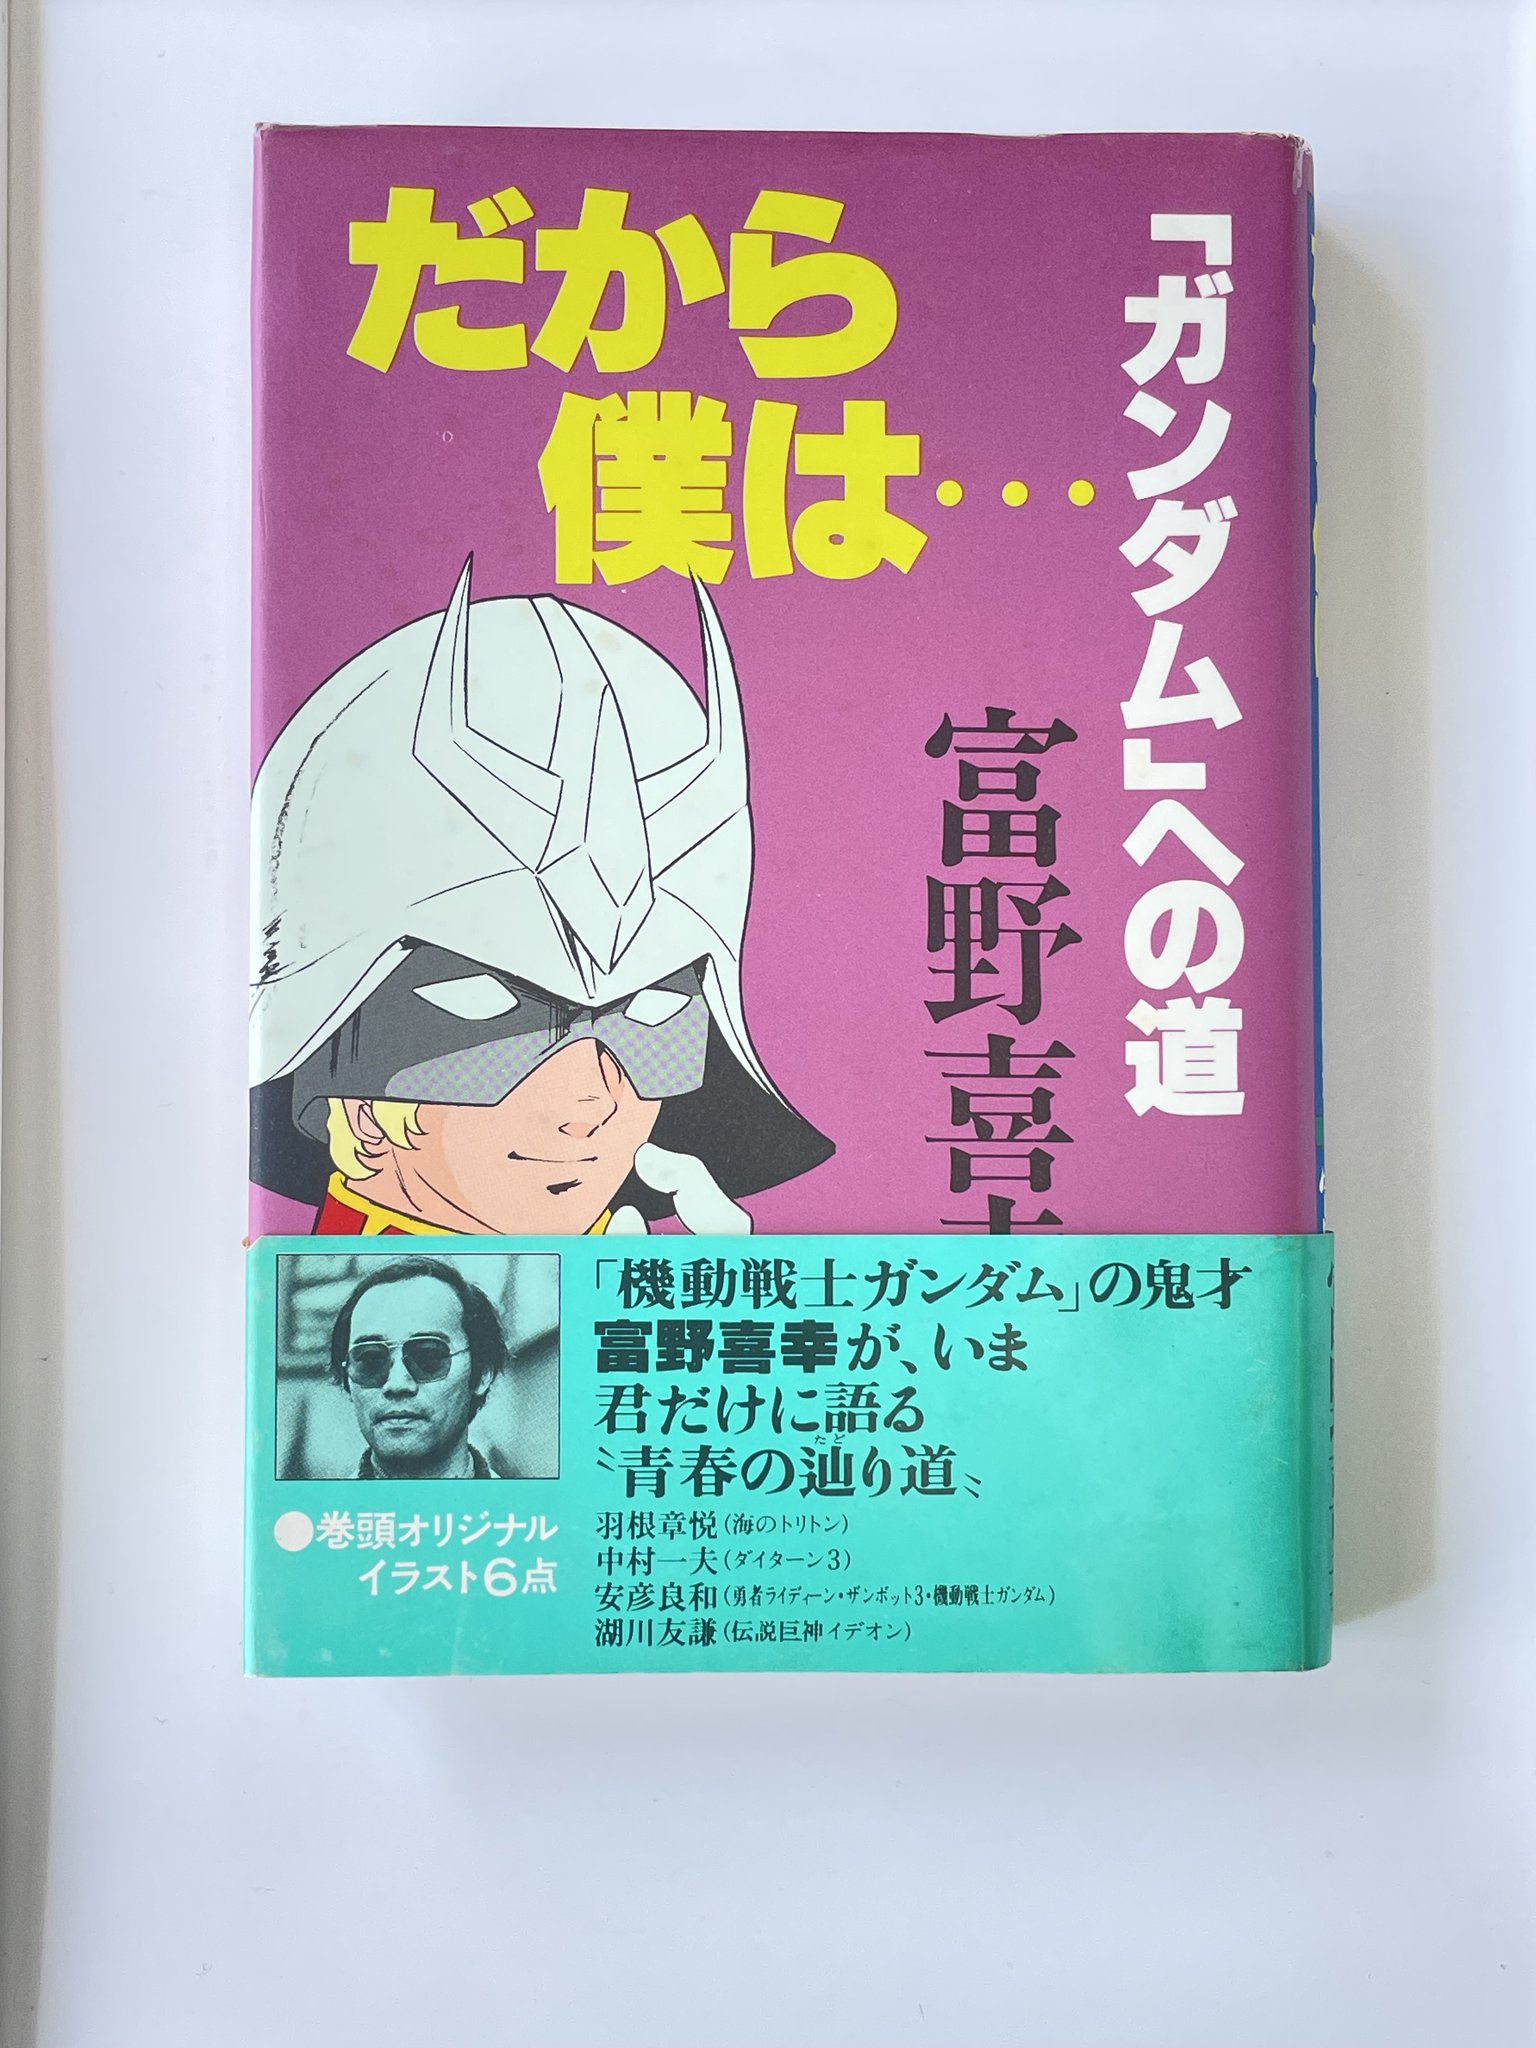 だから
僕は・・・
「ガンダム」への道
富野喜
「機動戦士ガンダム」の鬼才
富野喜幸が、いま
君だけに語る
たど
〝青春の辿り道〟
●巻頭オリジナル
イラスト6点
羽根章悦(海のトリトン)
中村一夫(ダイターン3)
安彦良和(勇者ライディーン・ザンボット3・機動戦士ガンダム)
湖川友謙(伝説巨神イデオン)